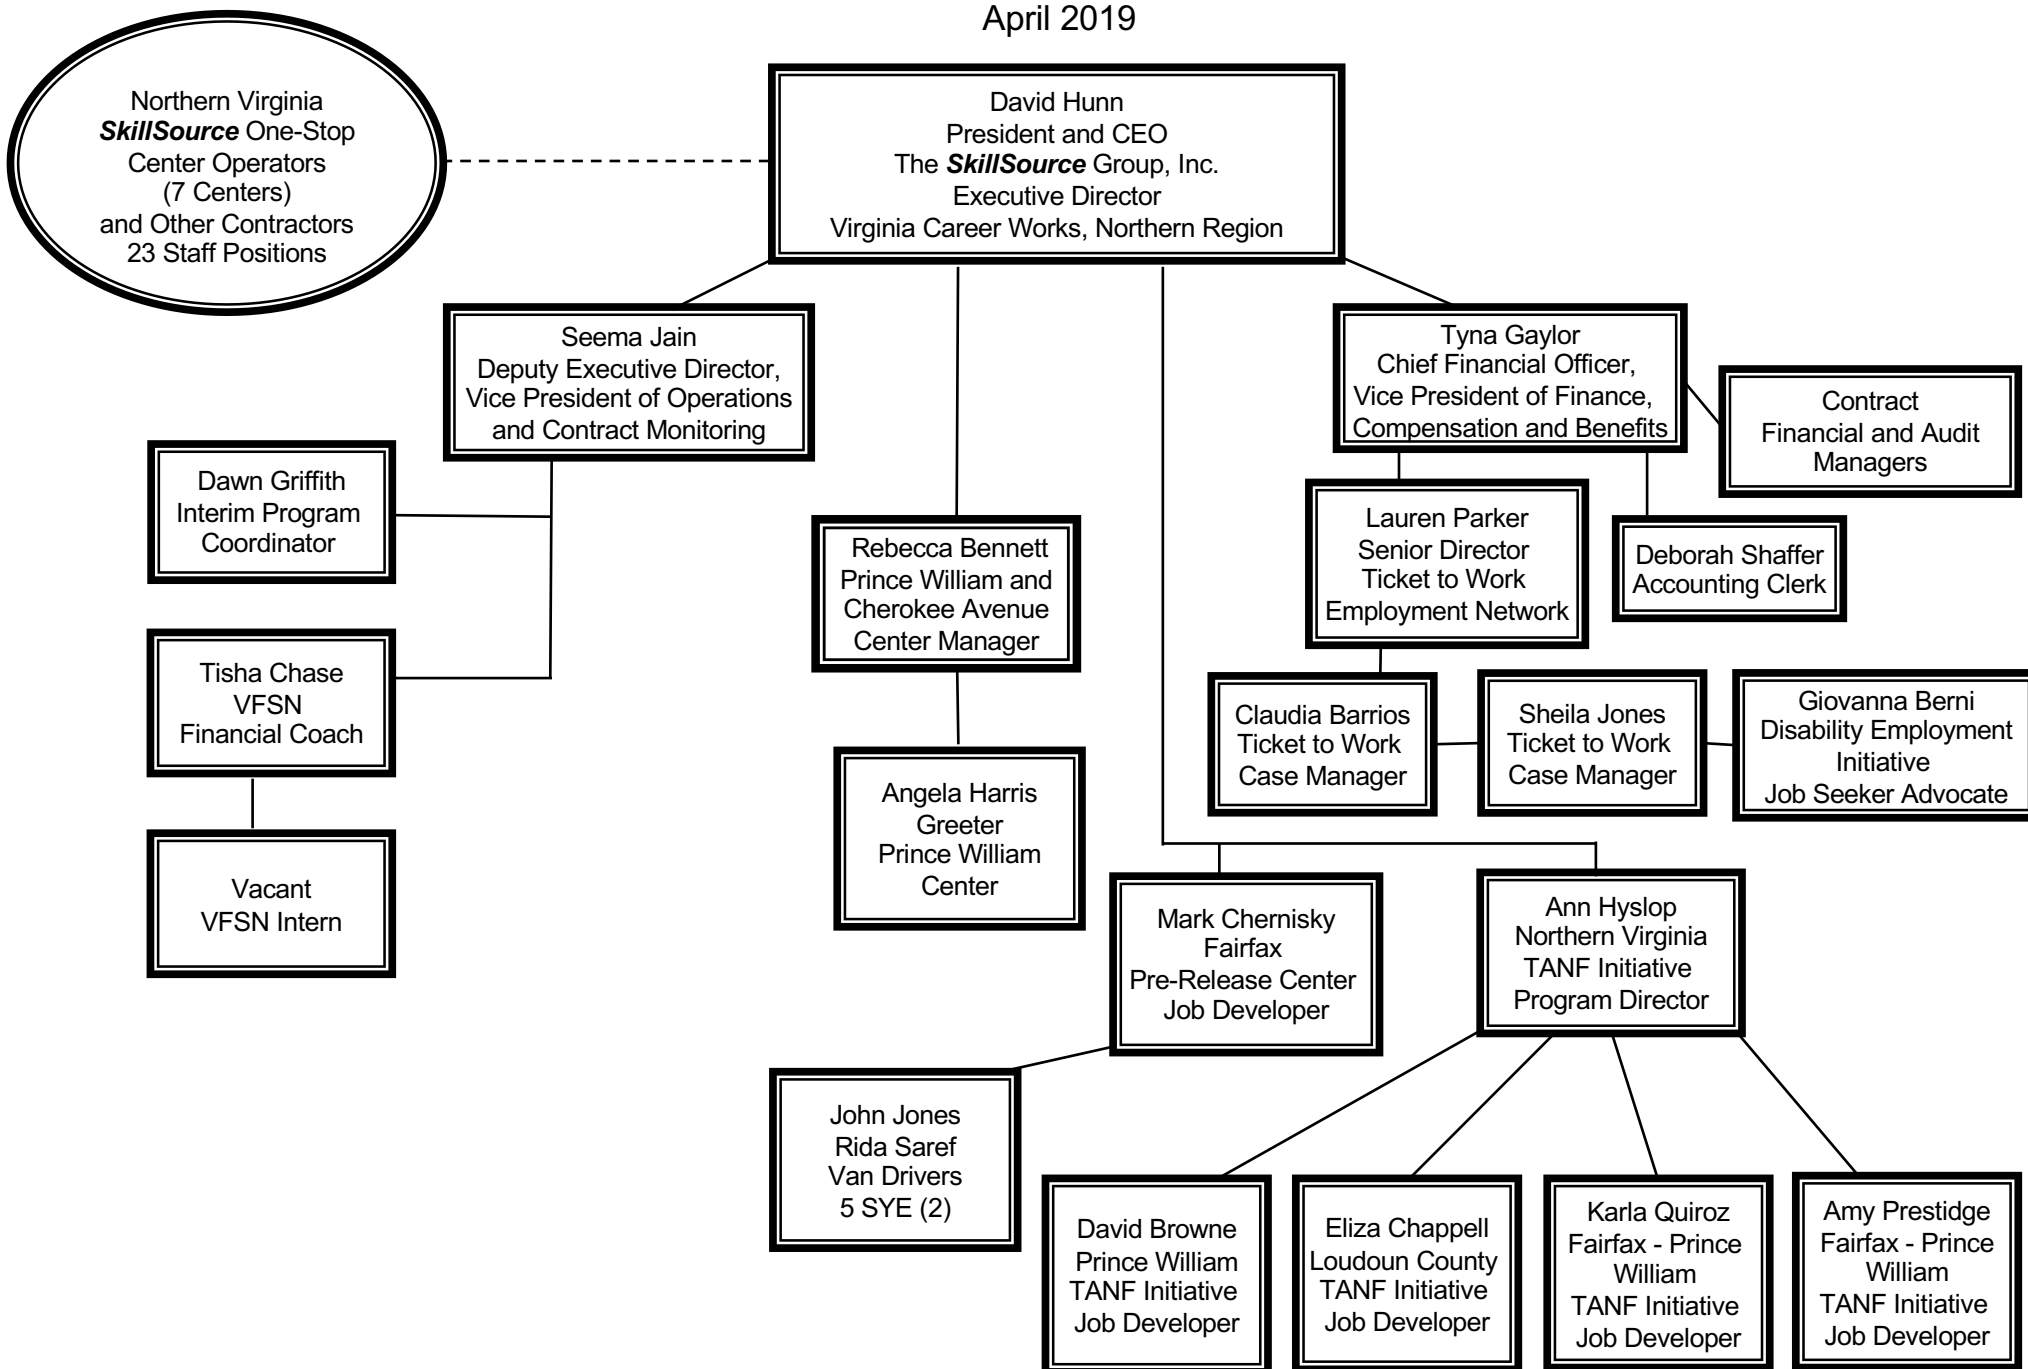 April 2019
Northern Virginia
SkillSource One-Stop
Center Operators
(7 Centers)
and Other Contractors
23 Staff Positions
David Hunn
President and CEO
The SkillSource Group, Inc.
Executive Director
Virginia Career Works, Northern Region
Seema Jain
Deputy Executive Director,
Vice President of Operations
and Contract Monitoring
Tyna Gaylor
Chief Financial Officer,
Vice President of Finance,
Compensation and Benefits
Contract
Financial and Audit
Managers
Dawn Griffith
Interim Program
Coordinator
Rebecca Bennett
Prince William and
Cherokee Avenue
Center Manager
Lauren Parker
Senior Director
Ticket to Work
Employment Network
Deborah Shaffer
Accounting Clerk
Tisha Chase
VFSN
Financial Coach
Claudia Barrios
Ticket to Work
Case Manager
Sheila Jones
Ticket to Work
Case Manager
Giovanna Berni
Disability Employment
Initiative
Job Seeker Advocate
Angela Harris
Greeter
Prince William
Center
Vacant
VFSN Intern
Mark Chernisky
Fairfax
Pre-Release Center
Job Developer
Ann Hyslop
Northern Virginia
TANF Initiative
Program Director
John Jones
Rida Saref
Van Drivers
5 SYE (2)
David Browne
Prince William
TANF Initiative
Job Developer
Eliza Chappell
Loudoun County
TANF Initiative
Job Developer
Karla Quiroz
Fairfax - Prince
William
TANF Initiative
Job Developer
Amy Prestidge
Fairfax - Prince
William
TANF Initiative
Job Developer